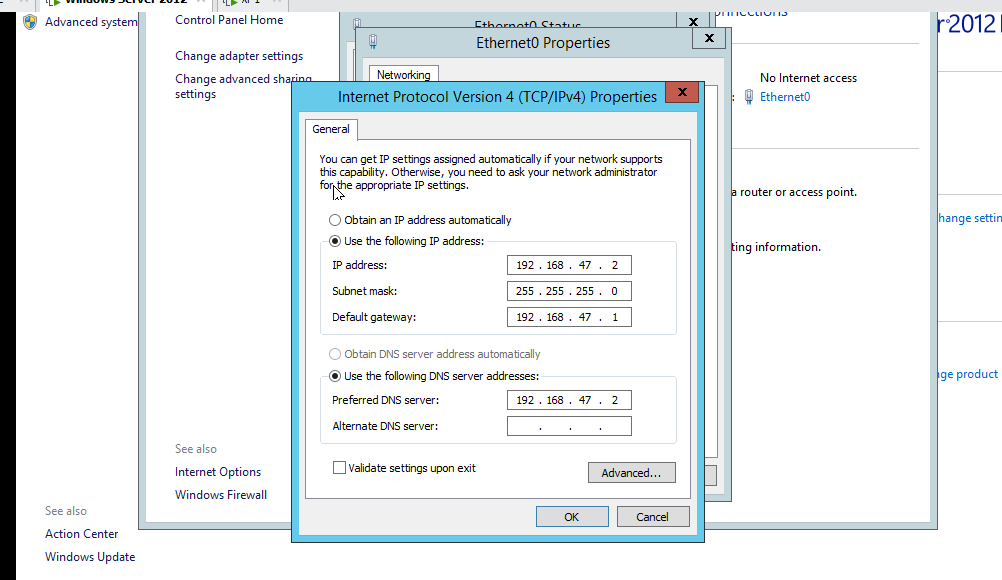 Windows Server 2012
Advanced system
Control Panel Home
Change adapter settings
Change advanced sharing
settings
See also
Internet Options
Windows Firewall
See also
Action Center
Windows Update
Ethernet0 Status
x
Ethernet0 Properties
x
Networking
Internet Protocol Version 4 (TCP/IPv4) Properties
x
General
You can get IP settings assigned automatically if your network supports
this capability. Otherwise, you need to ask your network administrator
for the appropriate IP settings.
Obtain an IP address automatically
Use the following IP address:
IP address: 192 . 168 . 47 . 2
Subnet mask: 255 . 255 . 255 . 0
Default gateway: 192 . 168 . 47 . 1
Obtain DNS server address automatically
Use the following DNS server addresses:
Preferred DNS server: 192 . 168 . 47 . 2
Alternate DNS server: . . .
Validate settings upon exit
Advanced...
OK
Cancel
No Internet access
: Ethernet0
a router or access point.
ting information.
2012
product